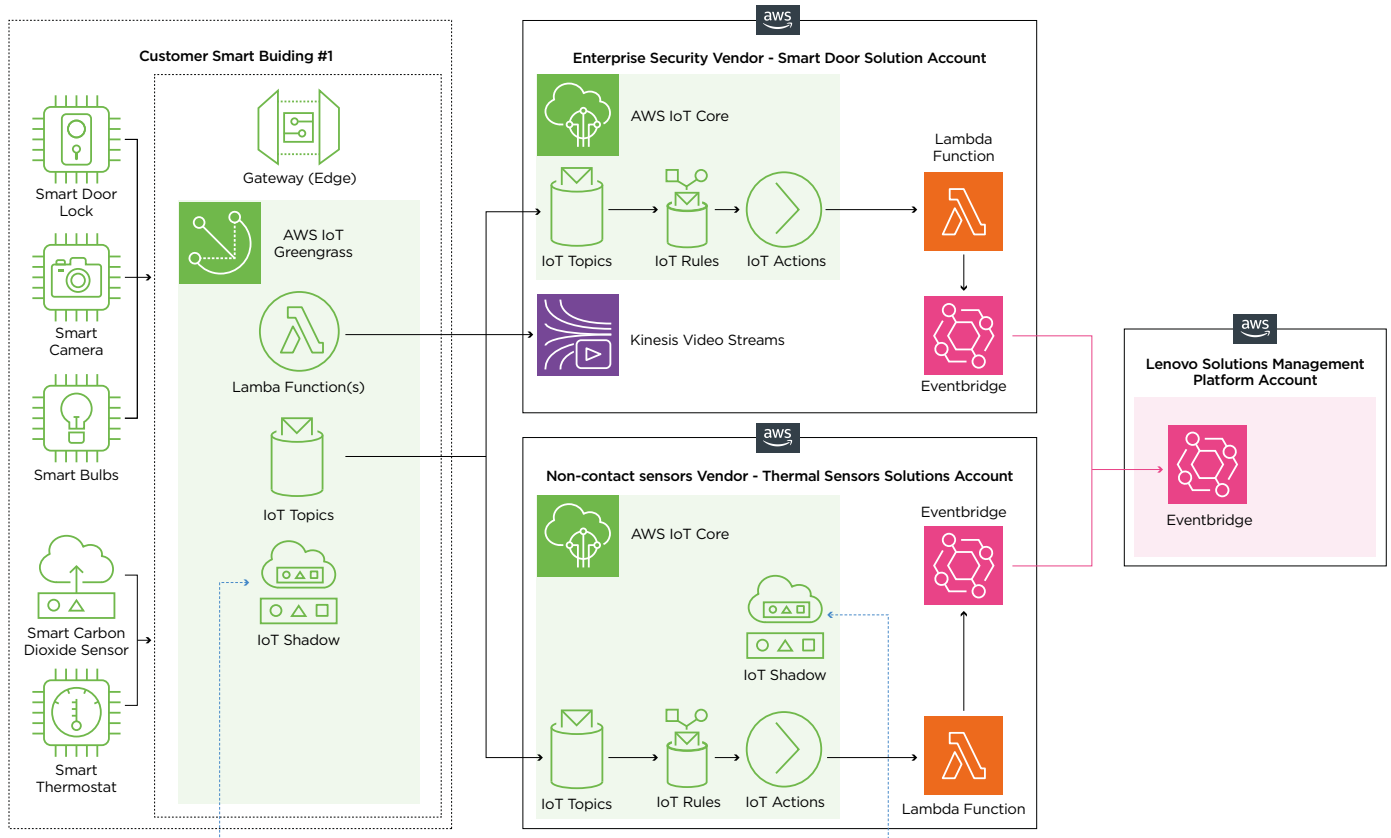 Customer Smart Buiding #1
Smart Door
Lock
Smart
Camera
Smart Bulbs
Smart Carbon
Dioxide Sensor
Smart
Thermostat
Gateway (Edge)
AWS IoT
Greengrass
Lamba Function(s)
IoT Topics
IoT Shadow
aws
Enterprise Security Vendor - Smart Door Solution Account
AWS IoT Core
IoT Topics
IoT Rules
IoT Actions
Lambda
Function
Kinesis Video Streams
Eventbridge
aws
Non-contact sensors Vendor - Thermal Sensors Solutions Account
AWS IoT Core
Eventbridge
IoT Shadow
IoT Topics
IoT Rules
IoT Actions
Lambda Function
aws
Lenovo Solutions Management
Platform Account
Eventbridge